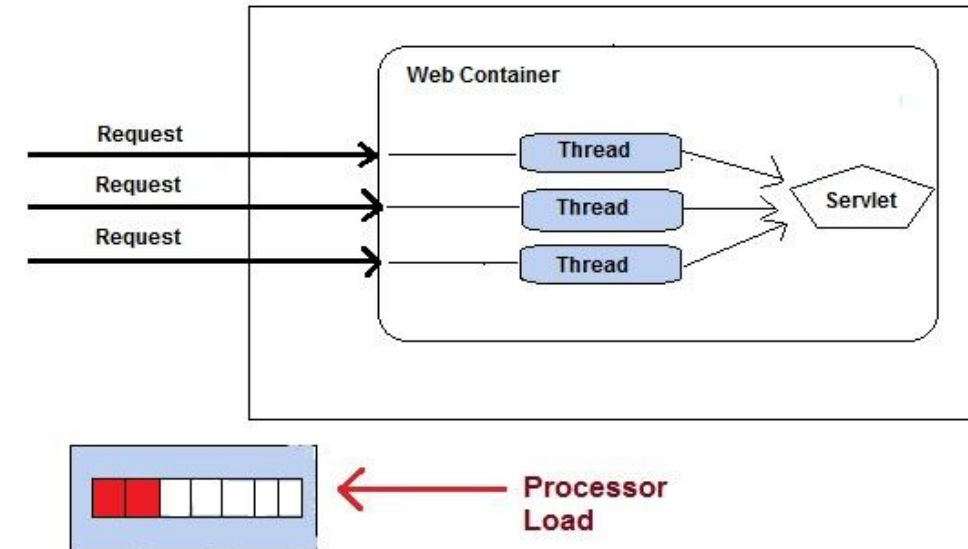 Web Container
Request
Thread
Request
Thread
Servlet
Request
Thread
Processor
Load